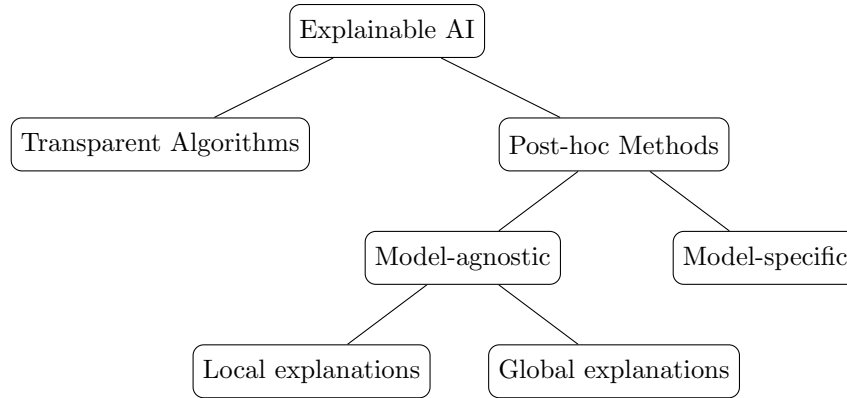 Explainable AI
Transparent Algorithms
Post-hoc Methods
Model-agnostic
Model-specific
Local explanations
Global explanations